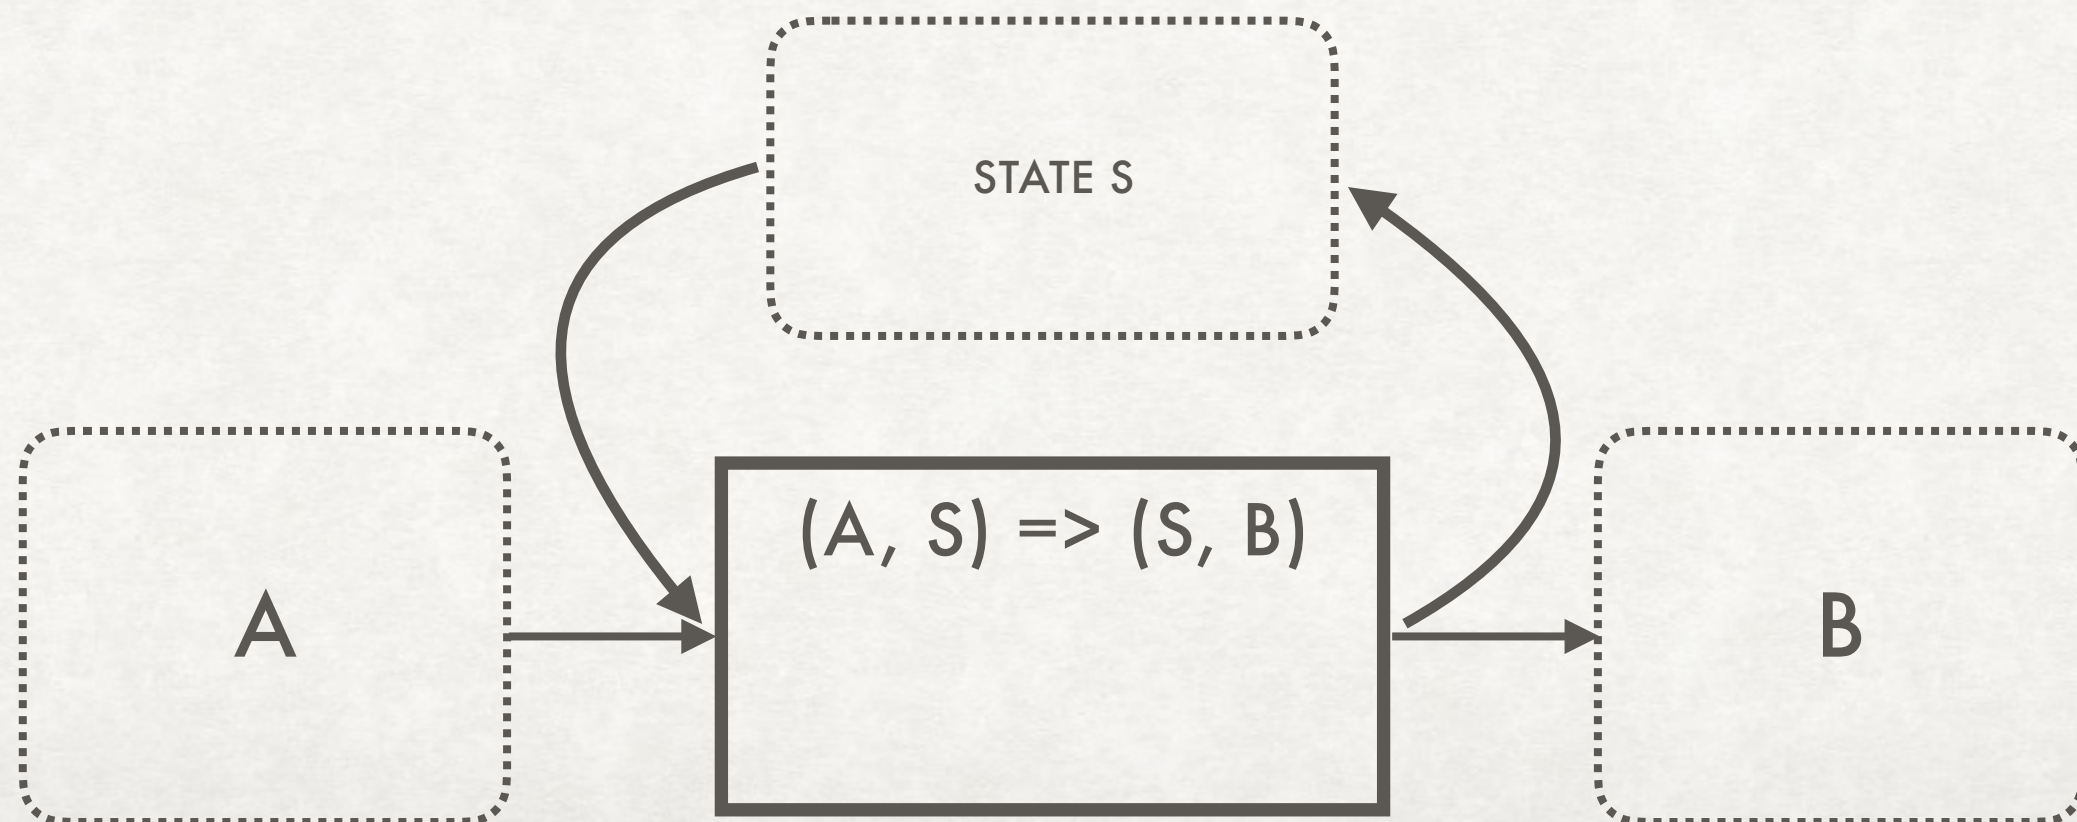 STATE S
(A, S) => (S, B)
A
B